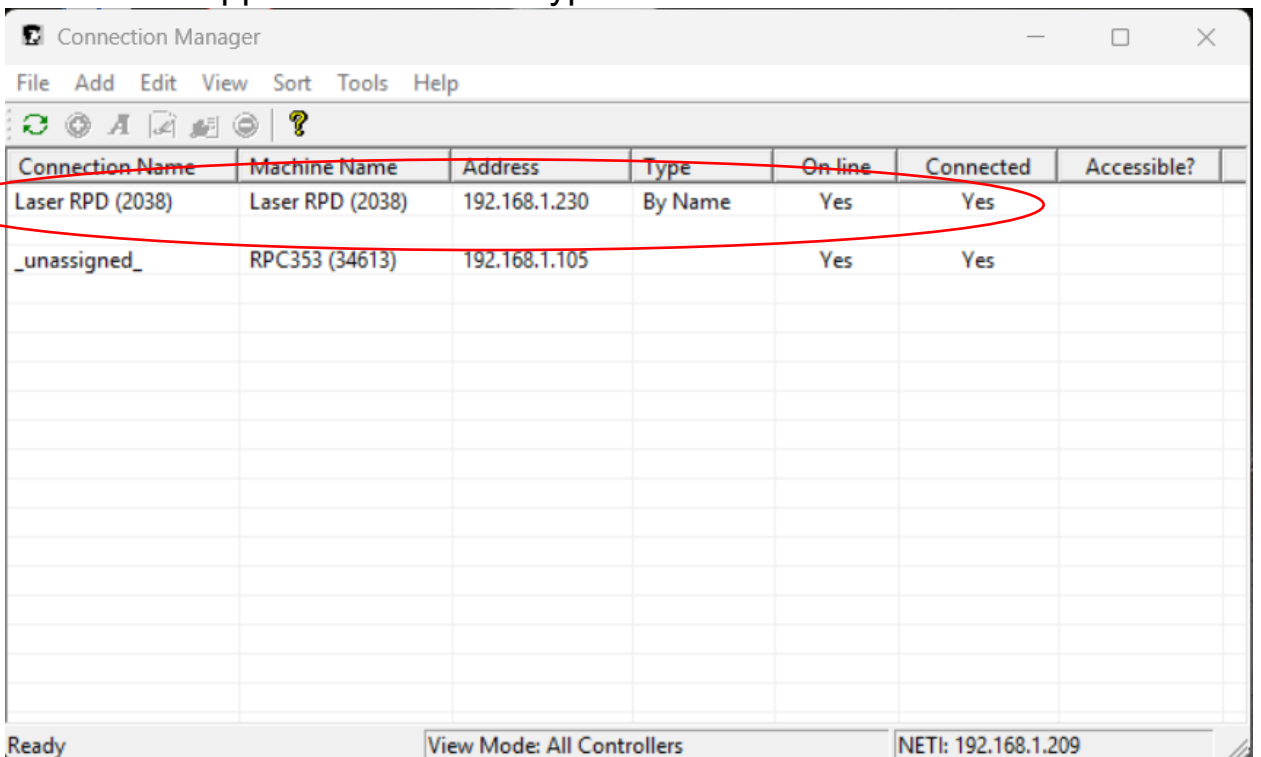 Connection Manager
File Add Edit View Sort Tools Help
Connection Name Machine Name Address Type On line Connected Accessible?
Laser RPD (2038) Laser RPD (2038) 192.168.1.230 By Name Yes Yes
_unassigned_ RPC353 (34613) 192.168.1.105 Yes Yes
Ready View Mode: All Controllers NETI: 192.168.1.209